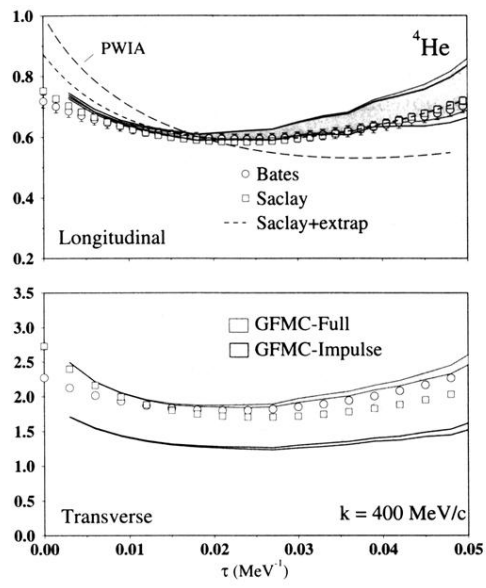 1.0
⁴He
PWIA
0.8
0.6
Bates
0.4
Saclay
Saclay+extrap
Longitudinal
0.2
3.5
3.0
GFMC-Full
2.5
GFMC-Impulse
2.0
1.5
1.0
0.5
Transverse
k = 400 MeV/c
0.0
0.00
0.01
0.02
0.03
0.04
0.05
τ (MeV⁻¹)